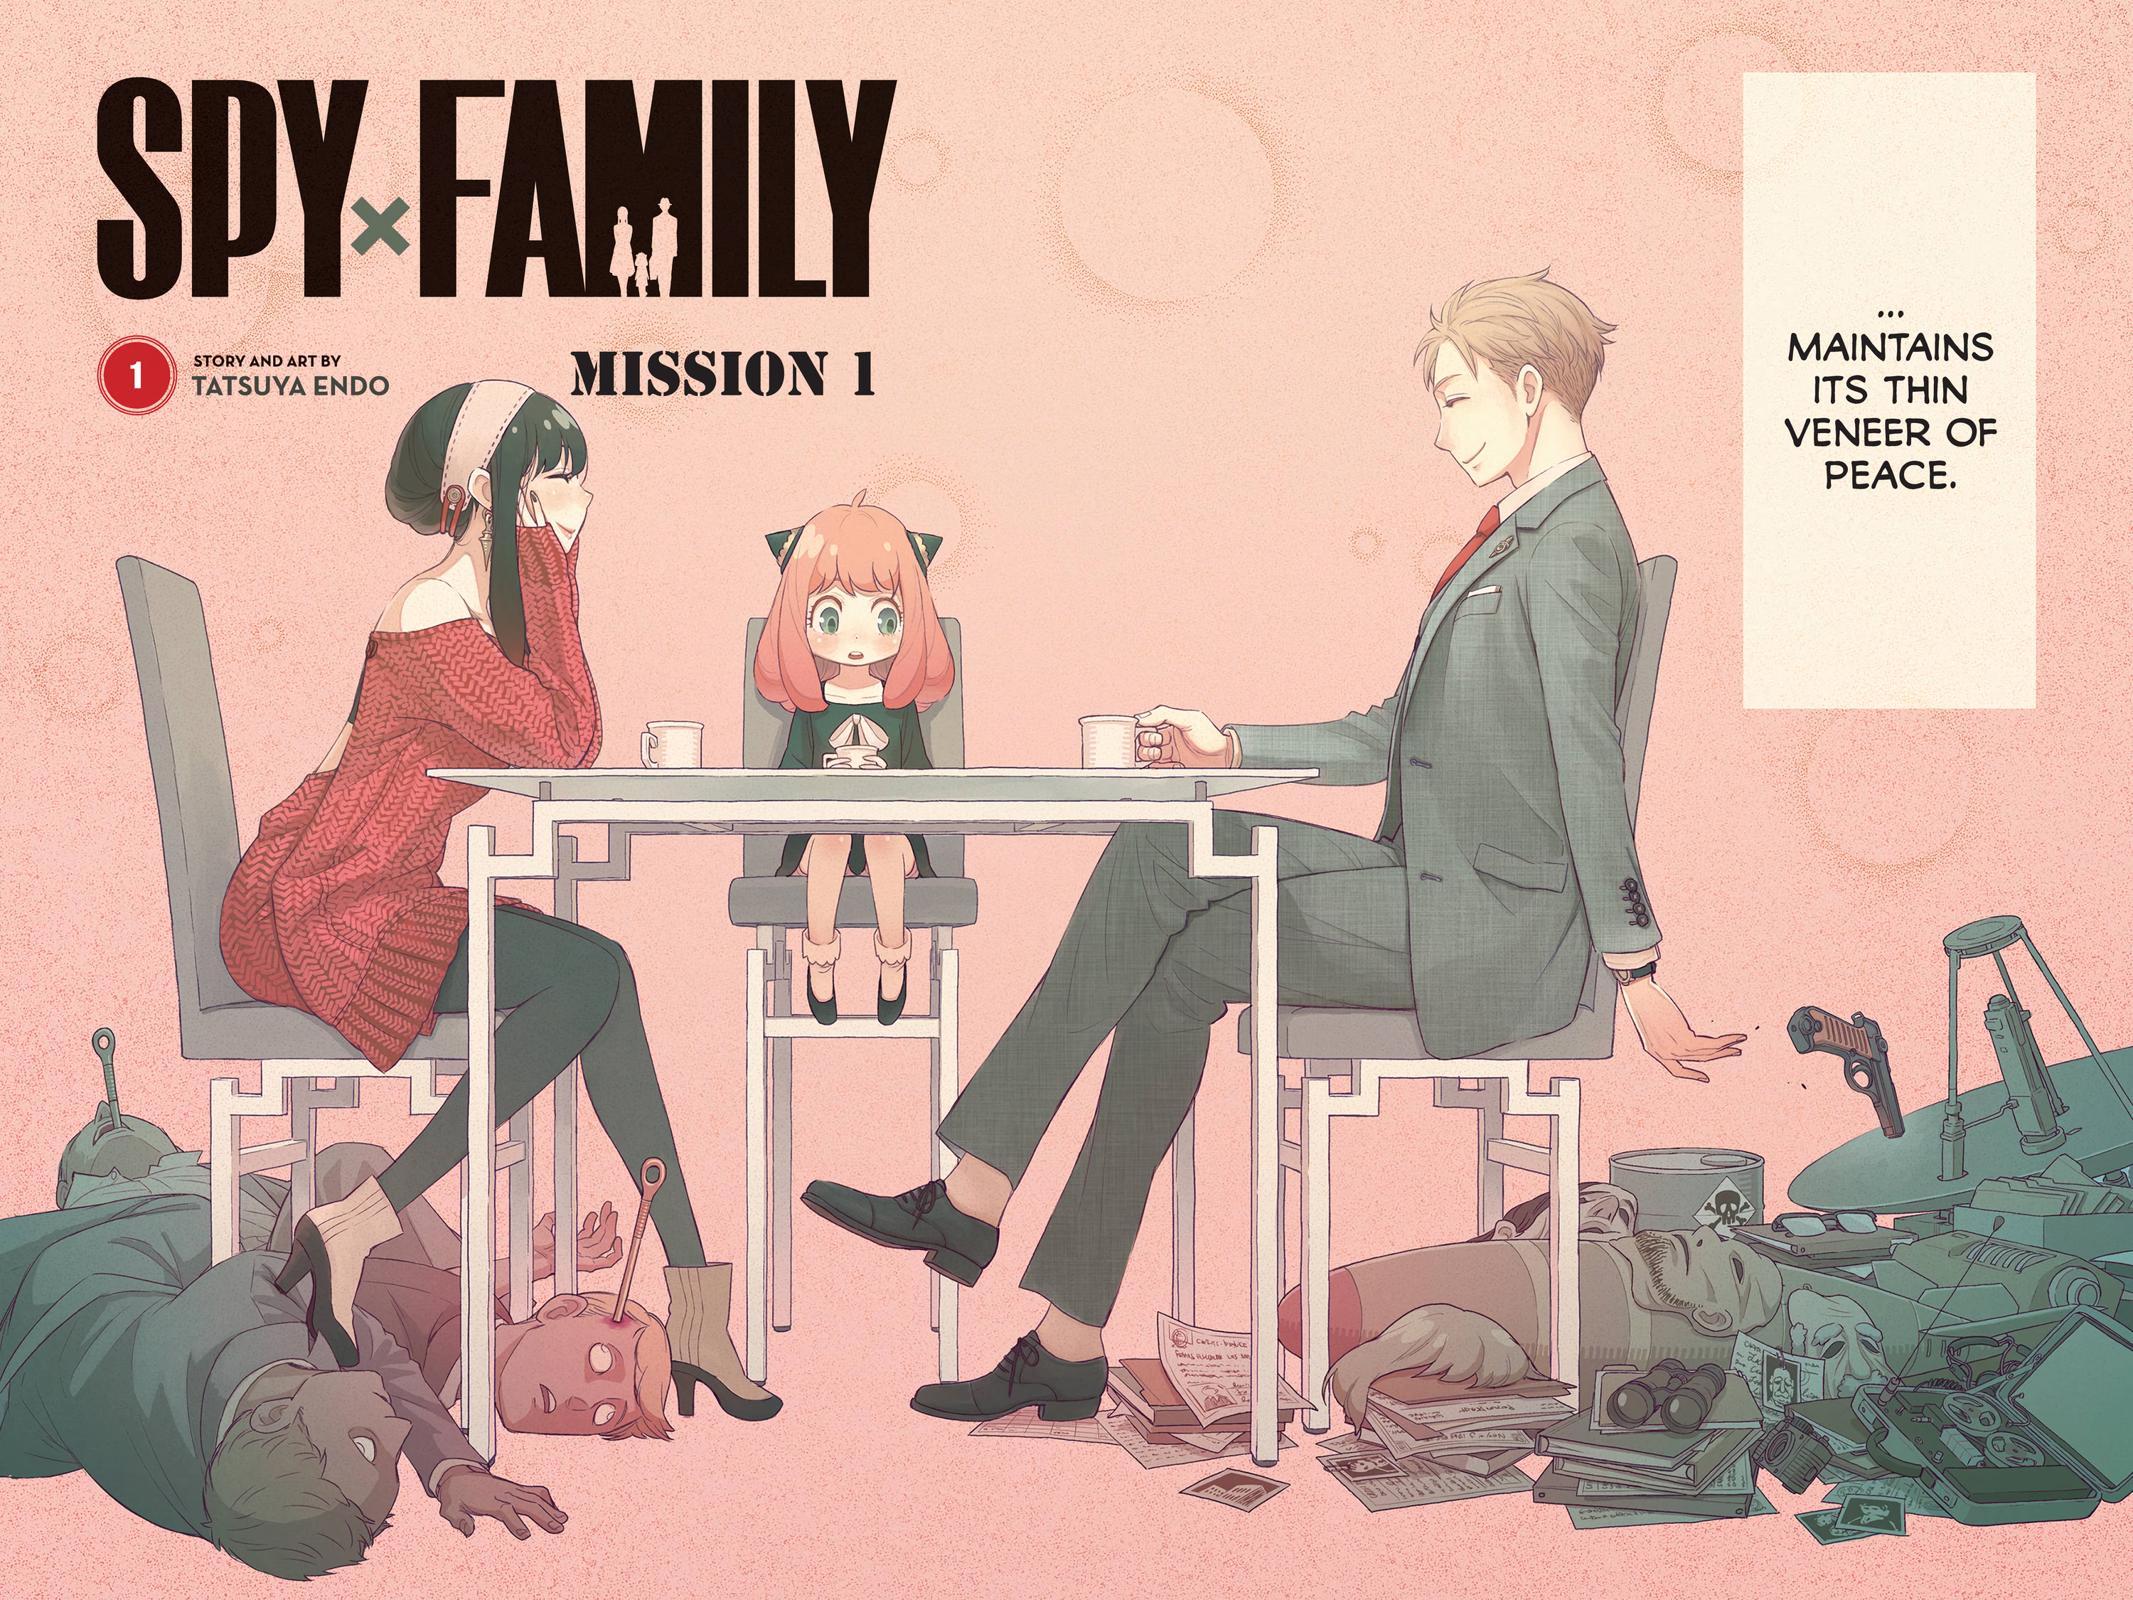 SPY×FAMILY
1
STORY AND ART BY
TATSUYA ENDO
MISSION 1
...
MAINTAINS
ITS THIN
VENEER OF
PEACE.